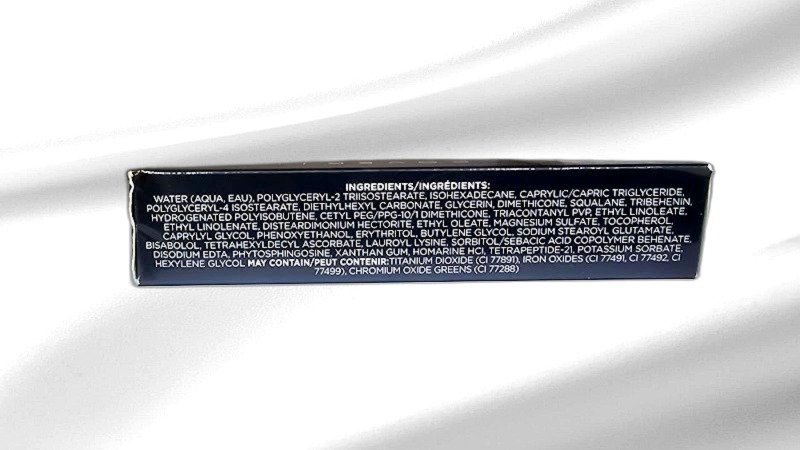 INGREDIENTS/INGRÉDIENTS:
WATER (AQUA, EAU), POLYGLYCERYL-2 TRIISOSTEARATE, ISOHEXADECANE, CAPRYLIC/CAPRIC TRIGLYCERIDE,
POLYGLYCERYL-4 ISOSTEARATE, DIETHYLHEXYL CARBONATE, GLYCERIN, DIMETHICONE, SQUALANE, TRIBEHENIN,
HYDROGENATED POLYISOBUTENE, CETYL PEG/PPG-10/1 DIMETHICONE, TRIACONTANYL PVP, ETHYL LINOLEATE,
ETHYL LINOLENATE, DISTEARDIMONIUM HECTORITE, ETHYL OLEATE, MAGNESIUM SULFATE, TOCOPHEROL,
CAPRYLYL GLYCOL, PHENOXYETHANOL, ERYTHRITOL, BUTYLENE GLYCOL, SODIUM STEAROYL GLUTAMATE,
BISABOLOL, TETRAHEXYLDECYL ASCORBATE, LAUROYL LYSINE, SORBITOL/SEBACIC ACID COPOLYMER BEHENATE,
DISODIUM EDTA, PHYTOSPHINGOSINE, XANTHAN GUM, HOMARINE HCl, TETRAPEPTIDE-21, POTASSIUM SORBATE,
HEXYLENE GLYCOL MAY CONTAIN/PEUT CONTENIR:TITANIUM DIOXIDE (CI 77891), IRON OXIDES (CI 77491, CI 77492, CI
77499), CHROMIUM OXIDE GREENS (CI 77288)